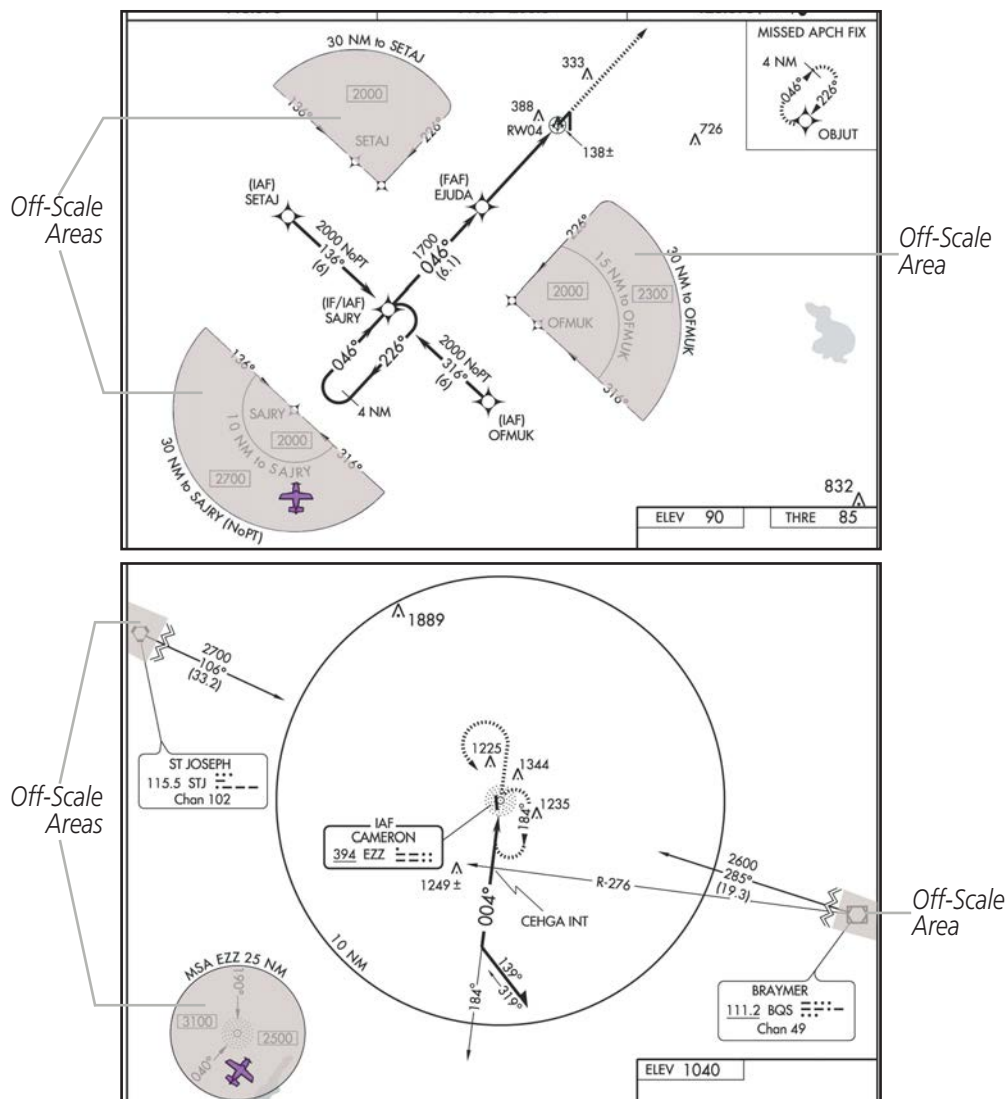 MISSED APCH FIX
4 NM
046°
226°
OBJUT
30 NM to SETAJ
2000
136°
SETAJ
226°
333
388
RW04
138±
726
Off-Scale
Areas
(IAF)
SETAJ
2000 NoPT
136°
(6)
(FAF)
EJUDA
1700
046°
(6.1)
(IF/IAF)
SAJRY
046°
226°
4 NM
2000 NoPT
316°
(6)
(IAF)
OFMUK
226°
15 NM to OFMUK
30 NM to OFMUK
2000
2300
OFMUK
316°
Off-Scale
Area
136°
SAJRY
2000
10 NM to SAJRY
316°
2700
30 NM to SAJRY (NoPT)
832
ELEV 90
THRE 85
1889
2700
106°
(33.2)
ST JOSEPH
115.5 STJ
Chan 102
Off-Scale
Areas
1225
1344
1235
184°
IAF
CAMERON
394 EZZ
1249 ±
004°
CEHGA INT
R-276
2600
285°
(19.3)
Off-Scale
Area
10 NM
139°
319°
184°
BRAYMER
111.2 BQS
Chan 49
MSA EZZ 25 NM
190°
3100
2500
040°
ELEV 1040